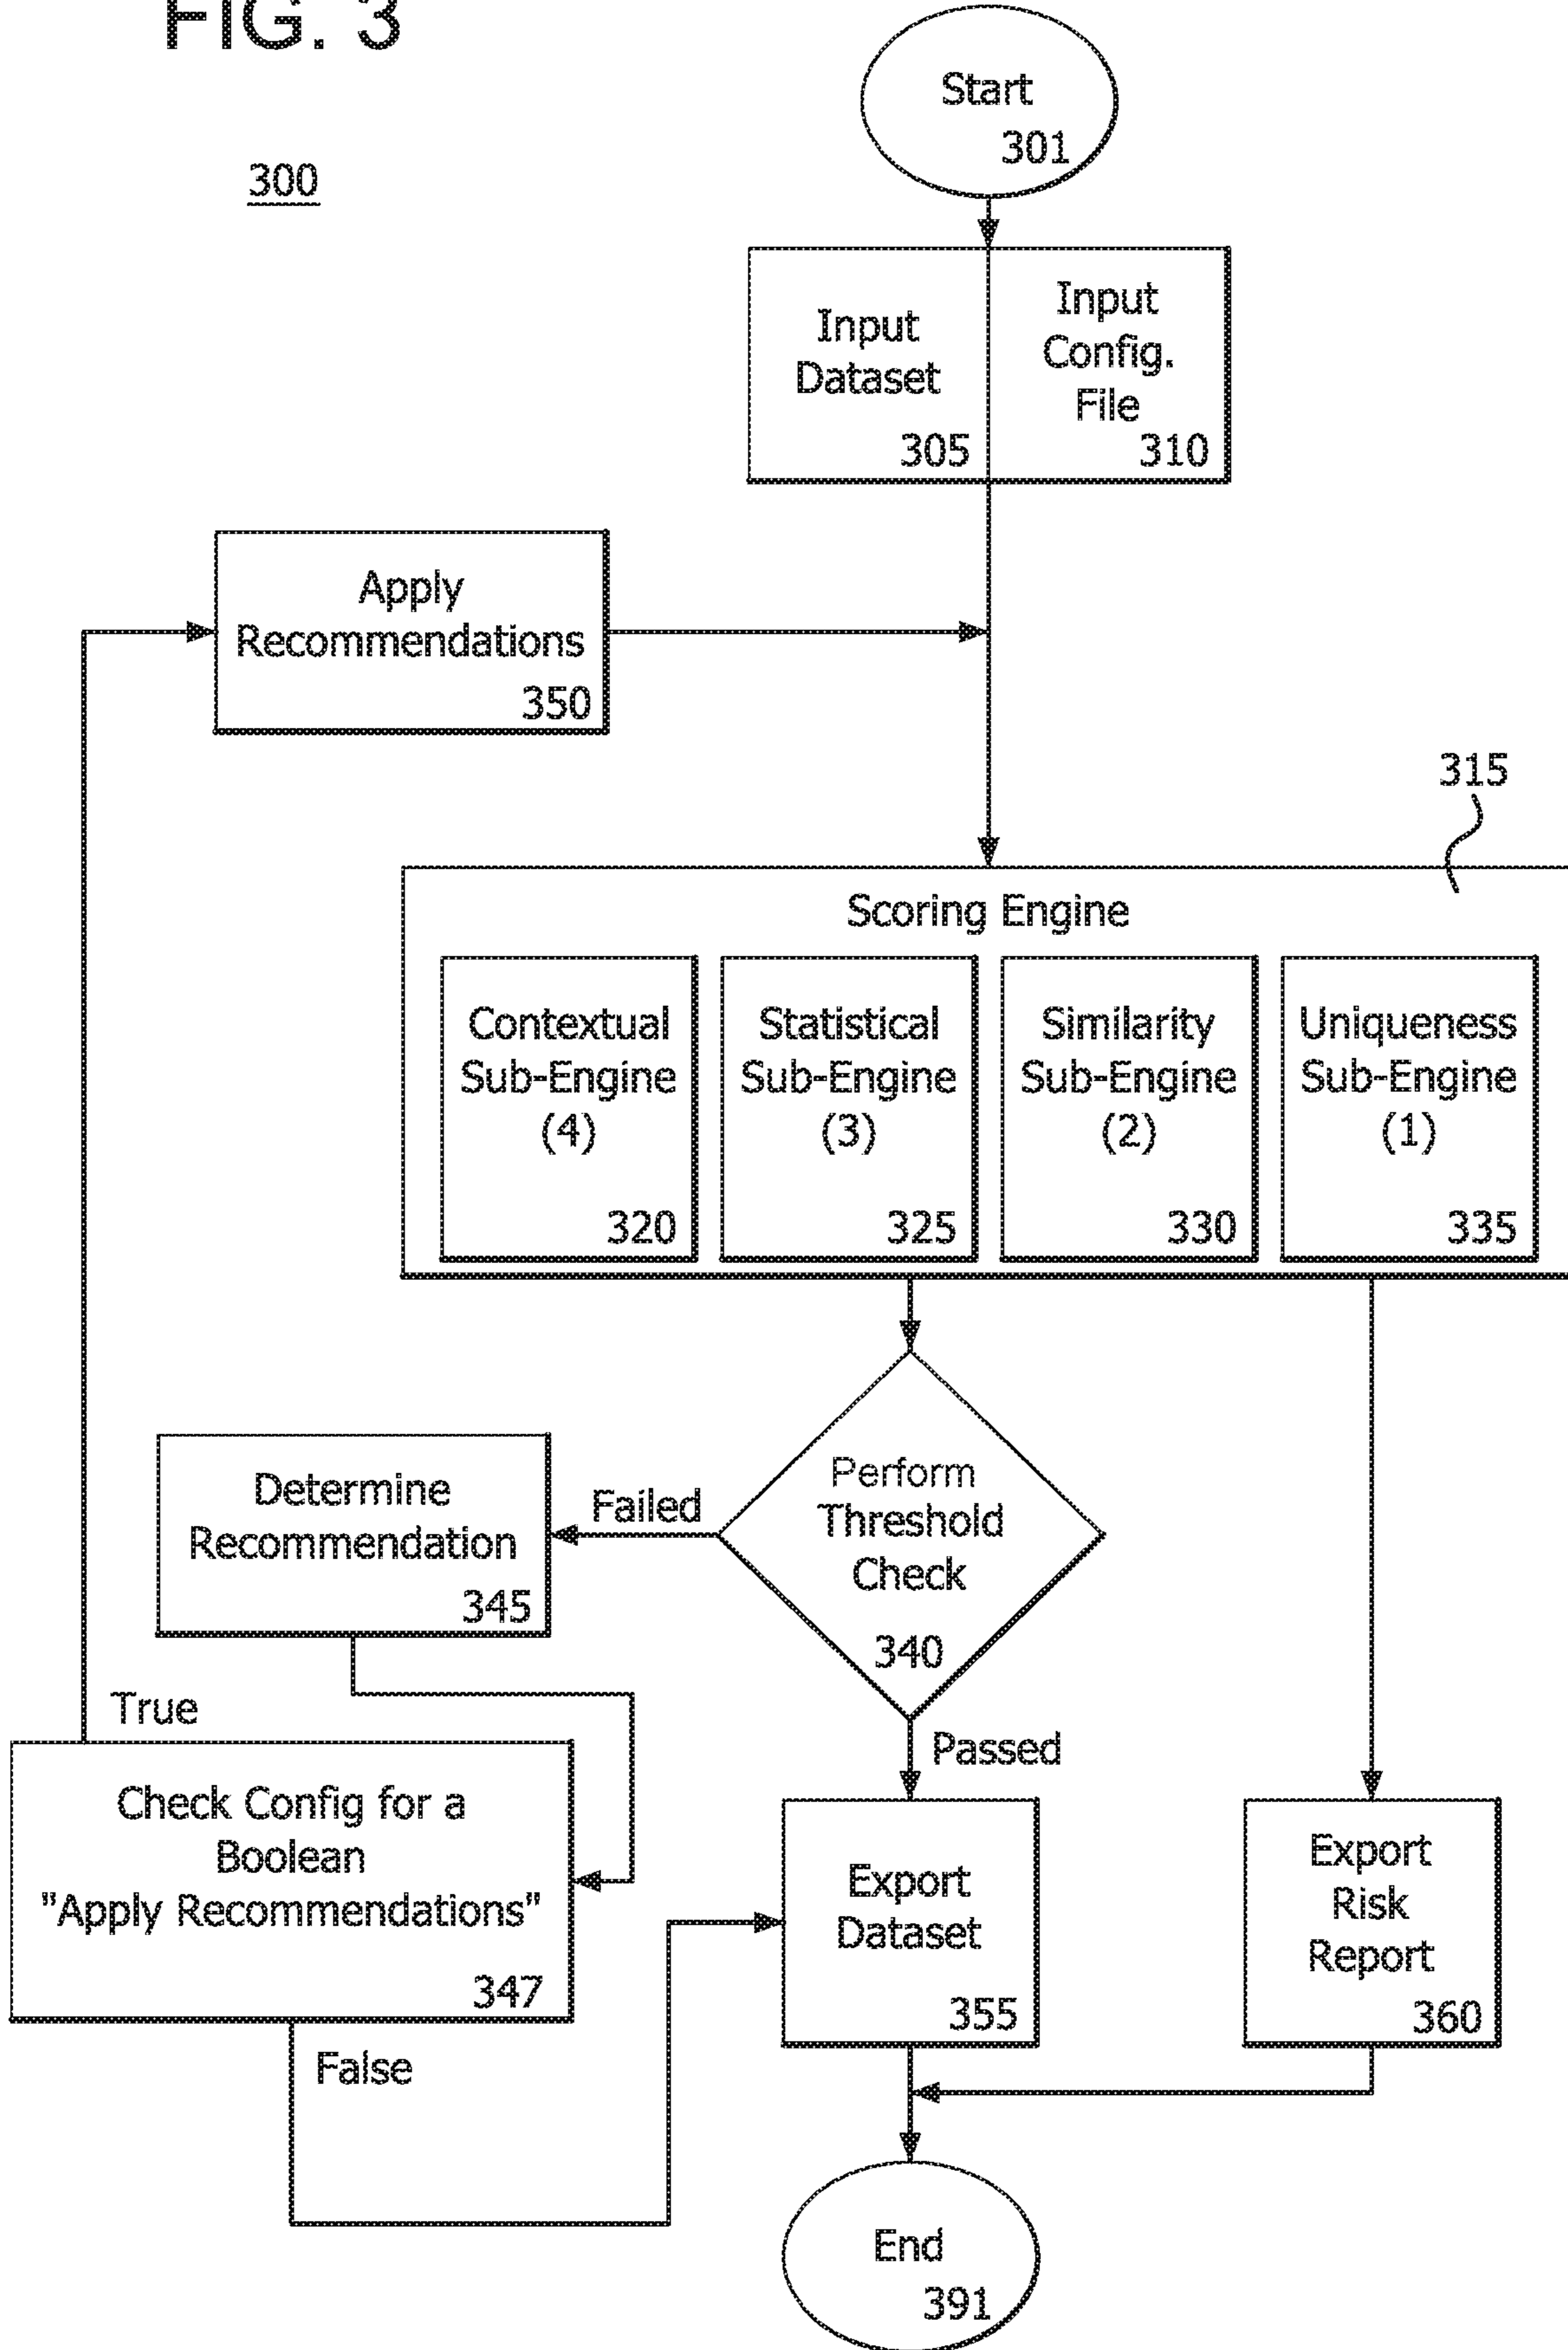 FIG. 3
300
Start
301
Input
Dataset
305
Input
Config.
File
310
Apply
Recommendations
350
315
Scoring Engine
Contextual
Sub-Engine
(4)
320
Statistical
Sub-Engine
(3)
325
Similarity
Sub-Engine
(2)
330
Uniqueness
Sub-Engine
(1)
335
Perform
Threshold
Check
340
Failed
Determine
Recommendation
345
True
Check Config for a
Boolean
"Apply Recommendations"
347
False
Passed
Export
Dataset
355
Export
Risk
Report
360
End
391